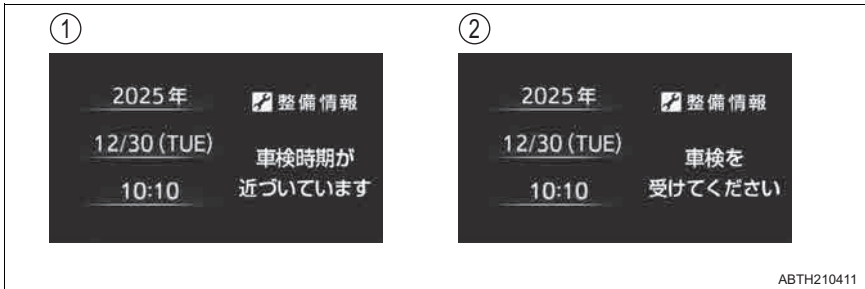 ①
2025年
12/30 (TUE)
10:10
整備情報
車検時期が
近づいています
②
2025年
12/30 (TUE)
10:10
整備情報
車検を
受けてください
ABTH210411